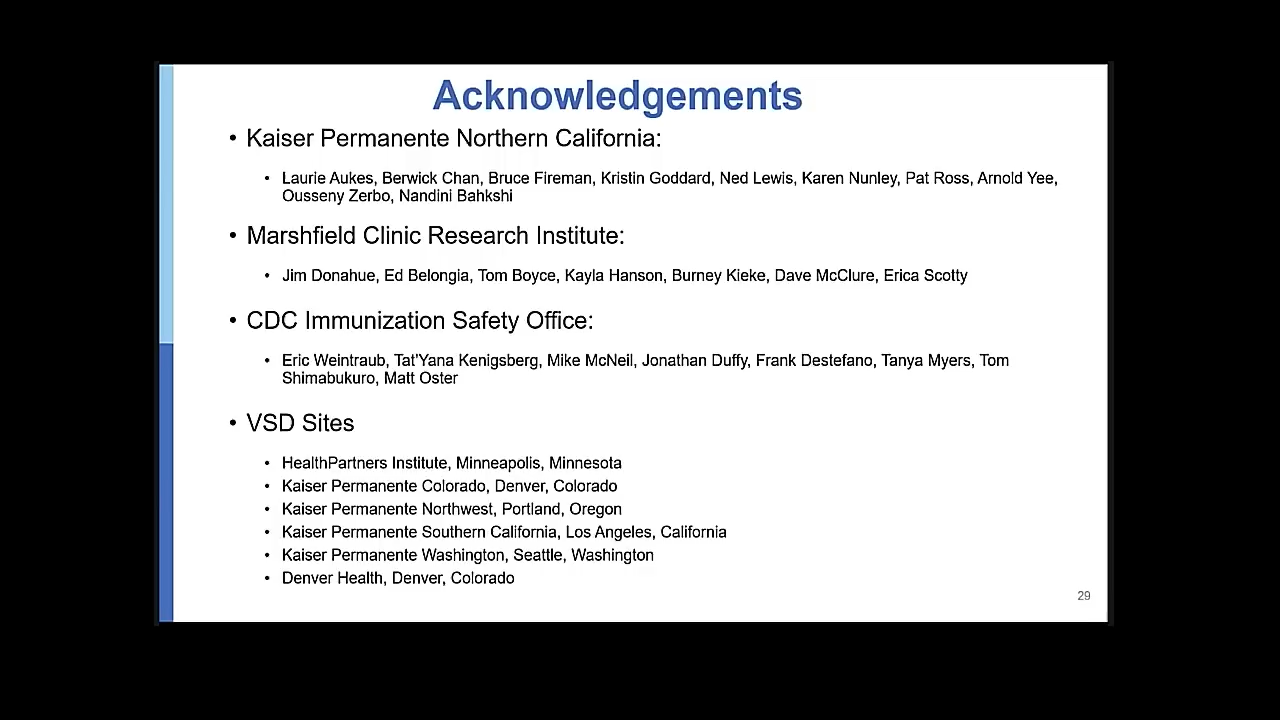 Acknowledgements
• Kaiser Permanente Northern California:
• Laurie Aukes, Berwick Chan, Bruce Fireman, Kristin Goddard, Ned Lewis, Karen Nunley, Pat Ross, Arnold Yee,
Ousseny Zerbo, Nandini Bahkshi
• Marshfield Clinic Research Institute:
• Jim Donahue, Ed Belongia, Tom Boyce, Kayla Hanson, Burney Kieke, Dave McClure, Erica Scotty
• CDC Immunization Safety Office:
• Eric Weintraub, Tat'Yana Kenigsberg, Mike McNeil, Jonathan Duffy, Frank Destefano, Tanya Myers, Tom
Shimabukuro, Matt Oster
• VSD Sites
• HealthPartners Institute, Minneapolis, Minnesota
• Kaiser Permanente Colorado, Denver, Colorado
• Kaiser Permanente Northwest, Portland, Oregon
• Kaiser Permanente Southern California, Los Angeles, California
• Kaiser Permanente Washington, Seattle, Washington
• Denver Health, Denver, Colorado
29